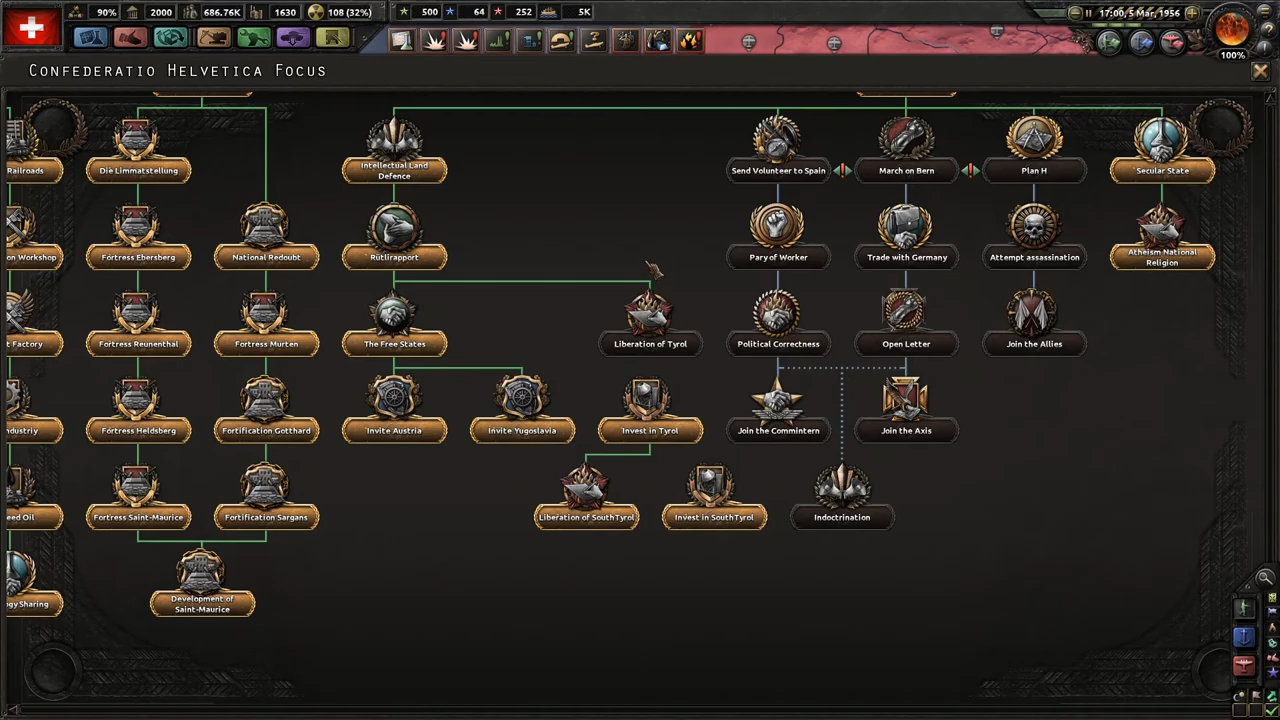 90%
2000
686.76K
1630
108 (32%)
500
64
252
5K
17:00, 5 Mar, 1956
100%
Confederatio Helvetica Focus
Railroads
Die Limmatstellung
Intellectual Land
Defence
Send Volunteer to Spain
March on Bern
Plan H
Secular State
on Workshop
Fortress Ebersberg
National Redoubt
Rütlirapport
Pary of Worker
Trade with Germany
Attempt assassination
Atheism National
Religion
t Factory
Fortress Reunenthal
Fortress Murten
The Free States
Liberation of Tyrol
Political Correctness
Open Letter
Join the Allies
ndustriy
Fortress Heldsberg
Fortification Gotthard
Invite Austria
Invite Yugoslavia
Invest in Tyrol
Join the Commintern
Join the Axis
eed Oil
Fortress Saint-Maurice
Fortification Sargans
Liberation of SouthTyrol
Invest in SouthTyrol
Indoctrination
ogy Sharing
Development of
Saint-Maurice